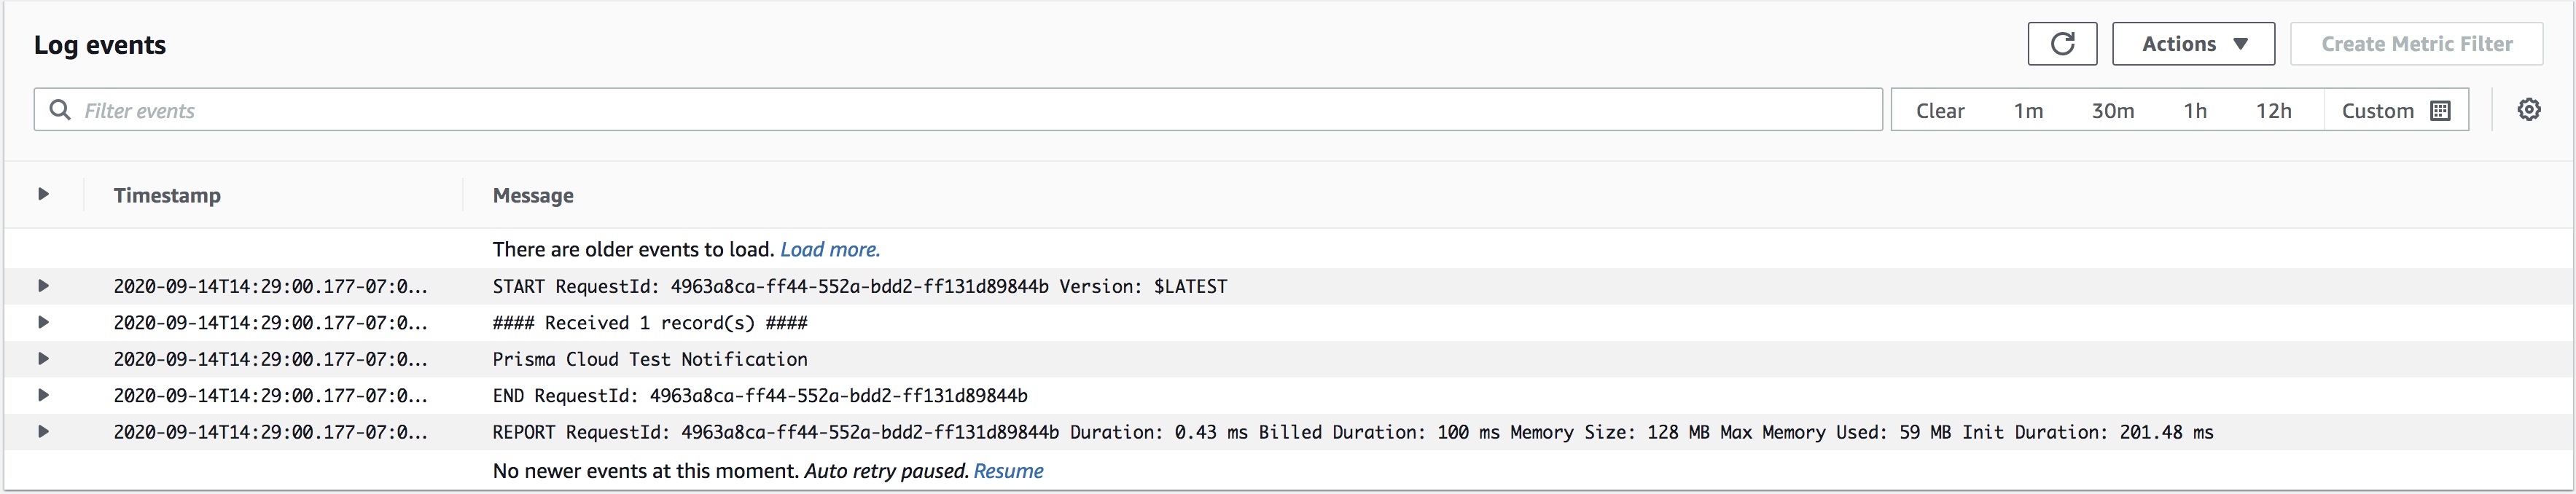 Log events
Actions
Create Metric Filter
Filter events
Clear 1m 30m 1h 12h Custom
Timestamp Message
There are older events to load. Load more.
2020-09-14T14:29:00.177-07:0... START RequestId: 4963a8ca-ff44-552a-bdd2-ff131d89844b Version: $LATEST
2020-09-14T14:29:00.177-07:0... #### Received 1 record(s) ####
2020-09-14T14:29:00.177-07:0... Prisma Cloud Test Notification
2020-09-14T14:29:00.177-07:0... END RequestId: 4963a8ca-ff44-552a-bdd2-ff131d89844b
2020-09-14T14:29:00.177-07:0... REPORT RequestId: 4963a8ca-ff44-552a-bdd2-ff131d89844b Duration: 0.43 ms Billed Duration: 100 ms Memory Size: 128 MB Max Memory Used: 59 MB Init Duration: 201.48 ms
No newer events at this moment. Auto retry paused. Resume